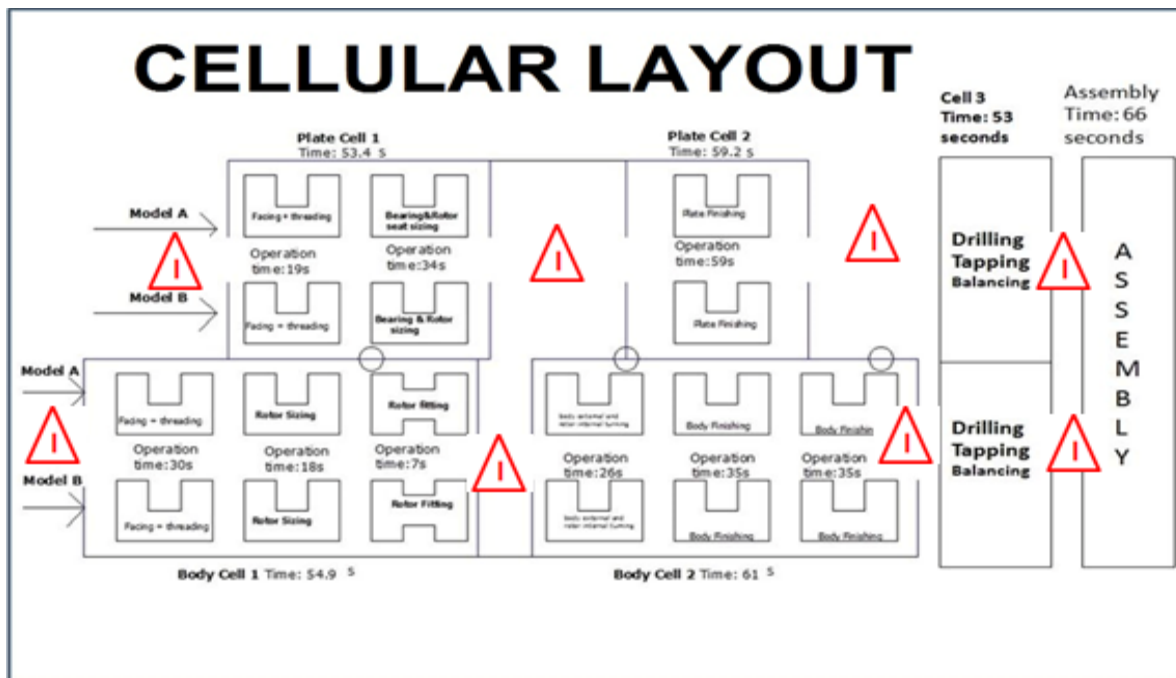 CELLULAR LAYOUT
Cell 3
Time: 53
seconds
Assembly
Time: 66
seconds
Plate Cell 1
Time: 53.4 S
Plate Cell 2
Time: 59.2 s
Model A
Facing + threading
Bearing&Rotor
seat sizing
Plate Finishing
I
I
I
Operation
time:19s
Operation
time:34s
Operation
time:59s
Model B
Facing + threading
Bearing & Rotor
sizing
Plate Finishing
Drilling
Tapping
Balancing
I
A
S
S
E
M
B
L
Y
Model A
Facing + threading
Rotor Sizing
Rotor fitting
body external and
rotor internal turning
Body Finishing
Body Finishin
I
I
I
Operation
time:30s
Operation
time:18s
Operation
time:7s
Operation
time:26s
Operation
time:35s
Operation
time:35s
Drilling
Tapping
Balancing
I
Model B
Facing + threading
Rotor Sizing
Rotor Fitting
body external and
rotor internal turning
Body Finishing
Body Finishing
Body Cell 1 Time: 54.9 S
Body Cell 2 Time: 61 S